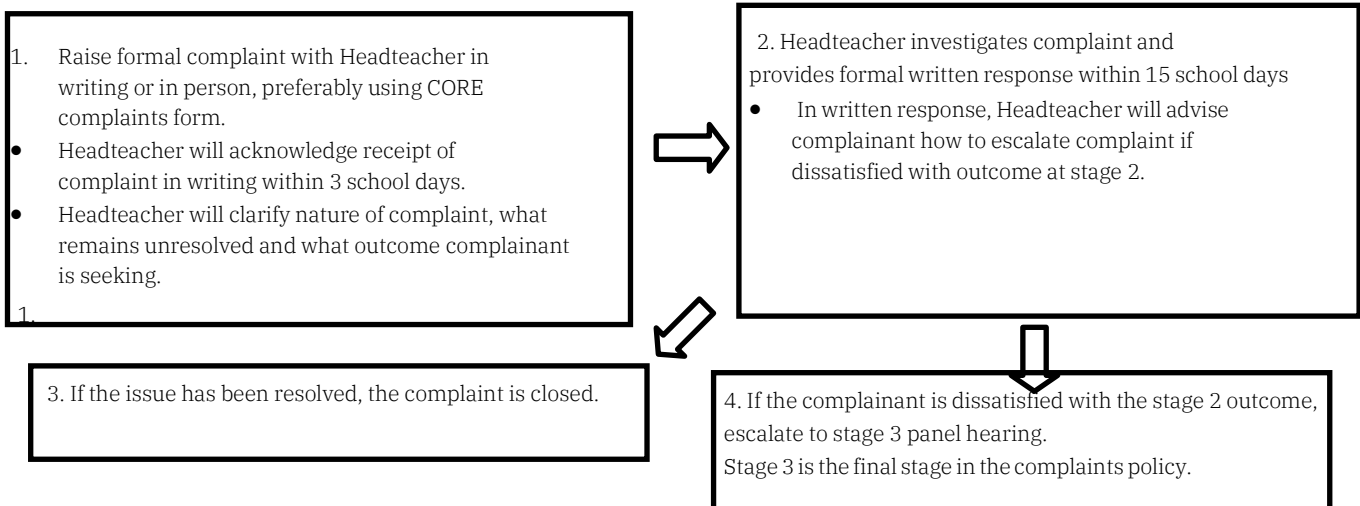 1. Raise formal complaint with Headteacher in
writing or in person, preferably using CORE
complaints form.
• Headteacher will acknowledge receipt of
complaint in writing within 3 school days.
• Headteacher will clarify nature of complaint, what
remains unresolved and what outcome complainant
is seeking.
1.
2. Headteacher investigates complaint and
provides formal written response within 15 school days
• In written response, Headteacher will advise
complainant how to escalate complaint if
dissatisfied with outcome at stage 2.
3. If the issue has been resolved, the complaint is closed.
4. If the complainant is dissatisfied with the stage 2 outcome,
escalate to stage 3 panel hearing.
Stage 3 is the final stage in the complaints policy.